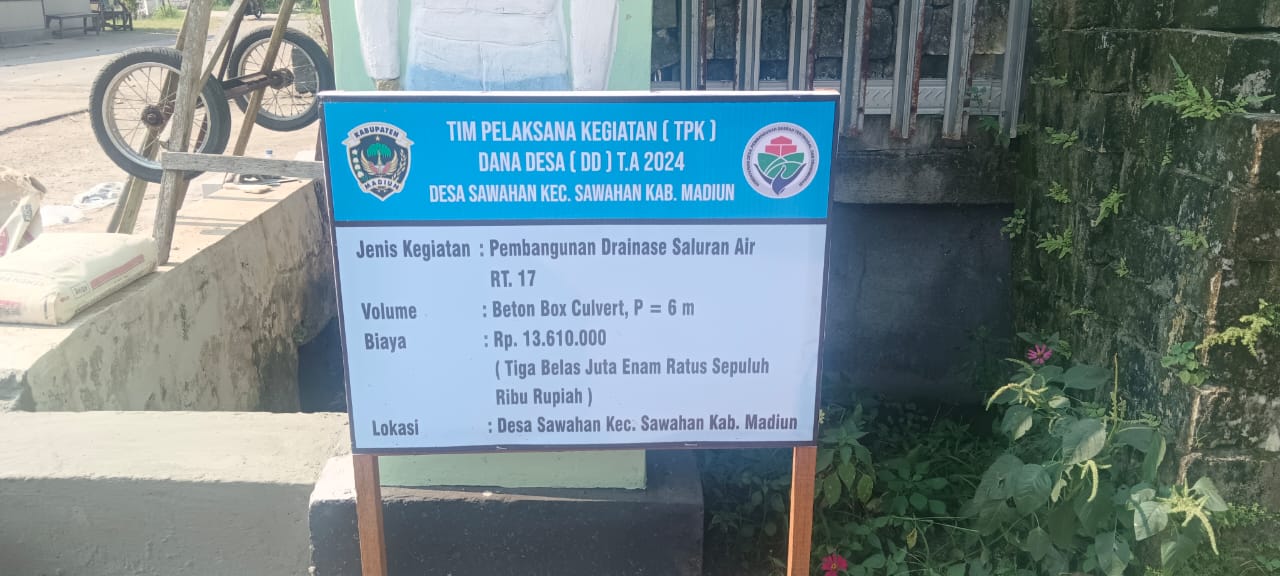 TIM PELAKSANA KEGIATAN ( TPK )
DANA DESA ( DD ) T.A 2024
DESA SAWAHAN KEC. SAWAHAN KAB. MADIUN
KABUPATEN
MADIUN
Jenis Kegiatan : Pembangunan Drainase Saluran Air
RT. 17
Volume : Beton Box Culvert, P = 6 m
Biaya : Rp. 13.610.000
( Tiga Belas Juta Enam Ratus Sepuluh
Ribu Rupiah )
Lokasi : Desa Sawahan Kec. Sawahan Kab. Madiun